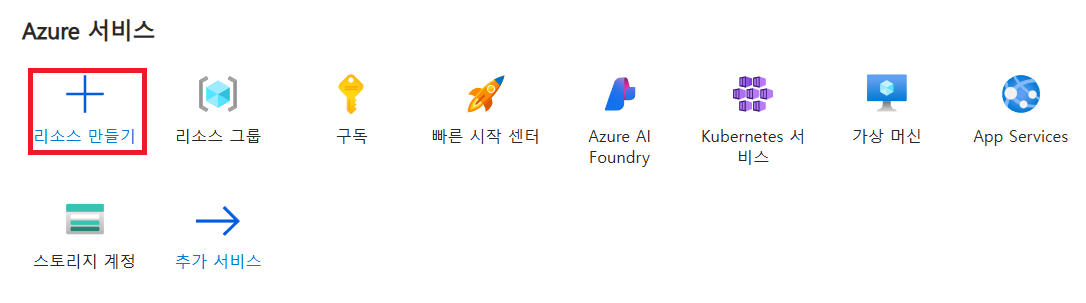 Azure 서비스
리소스 만들기
리소스 그룹
구독
빠른 시작 센터
Azure AI
Foundry
Kubernetes 서
비스
가상 머신
App Services
스토리지 계정
추가 서비스